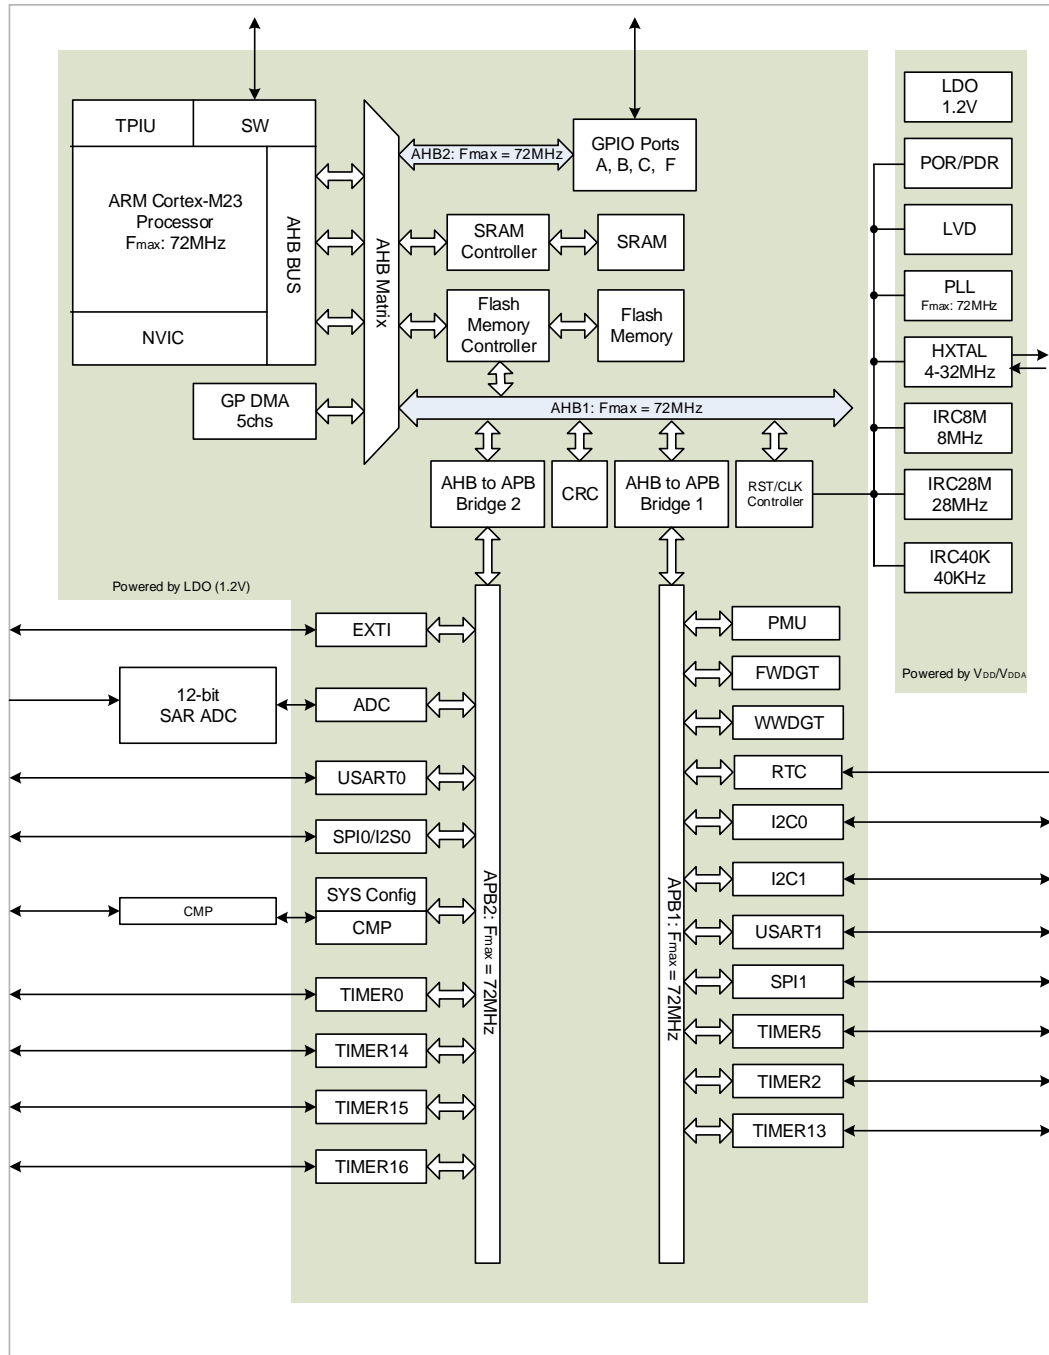 TPIU
SW
ARM Cortex-M23
Processor
Fmax: 72MHz
NVIC
AHB BUS
GP DMA
5chs
AHB Matrix
AHB2: Fmax = 72MHz
GPIO Ports
A, B, C, F
SRAM
Controller
SRAM
Flash
Memory
Controller
Flash
Memory
AHB1: Fmax = 72MHz
AHB to APB
Bridge 2
CRC
AHB to APB
Bridge 1
RST/CLK
Controller
Powered by LDO (1.2V)
LDO
1.2V
POR/PDR
LVD
PLL
Fmax: 72MHz
HXTAL
4-32MHz
IRC8M
8MHz
IRC28M
28MHz
IRC40K
40KHz
Powered by VDD/VDDA
EXTI
12-bit
SAR ADC
ADC
USART0
SPI0/I2S0
SYS Config
CMP
CMP
TIMER0
TIMER14
TIMER15
TIMER16
APB2: Fmax = 72MHz
APB1: Fmax = 72MHz
PMU
FWDGT
WWDGT
RTC
I2C0
I2C1
USART1
SPI1
TIMER5
TIMER2
TIMER13